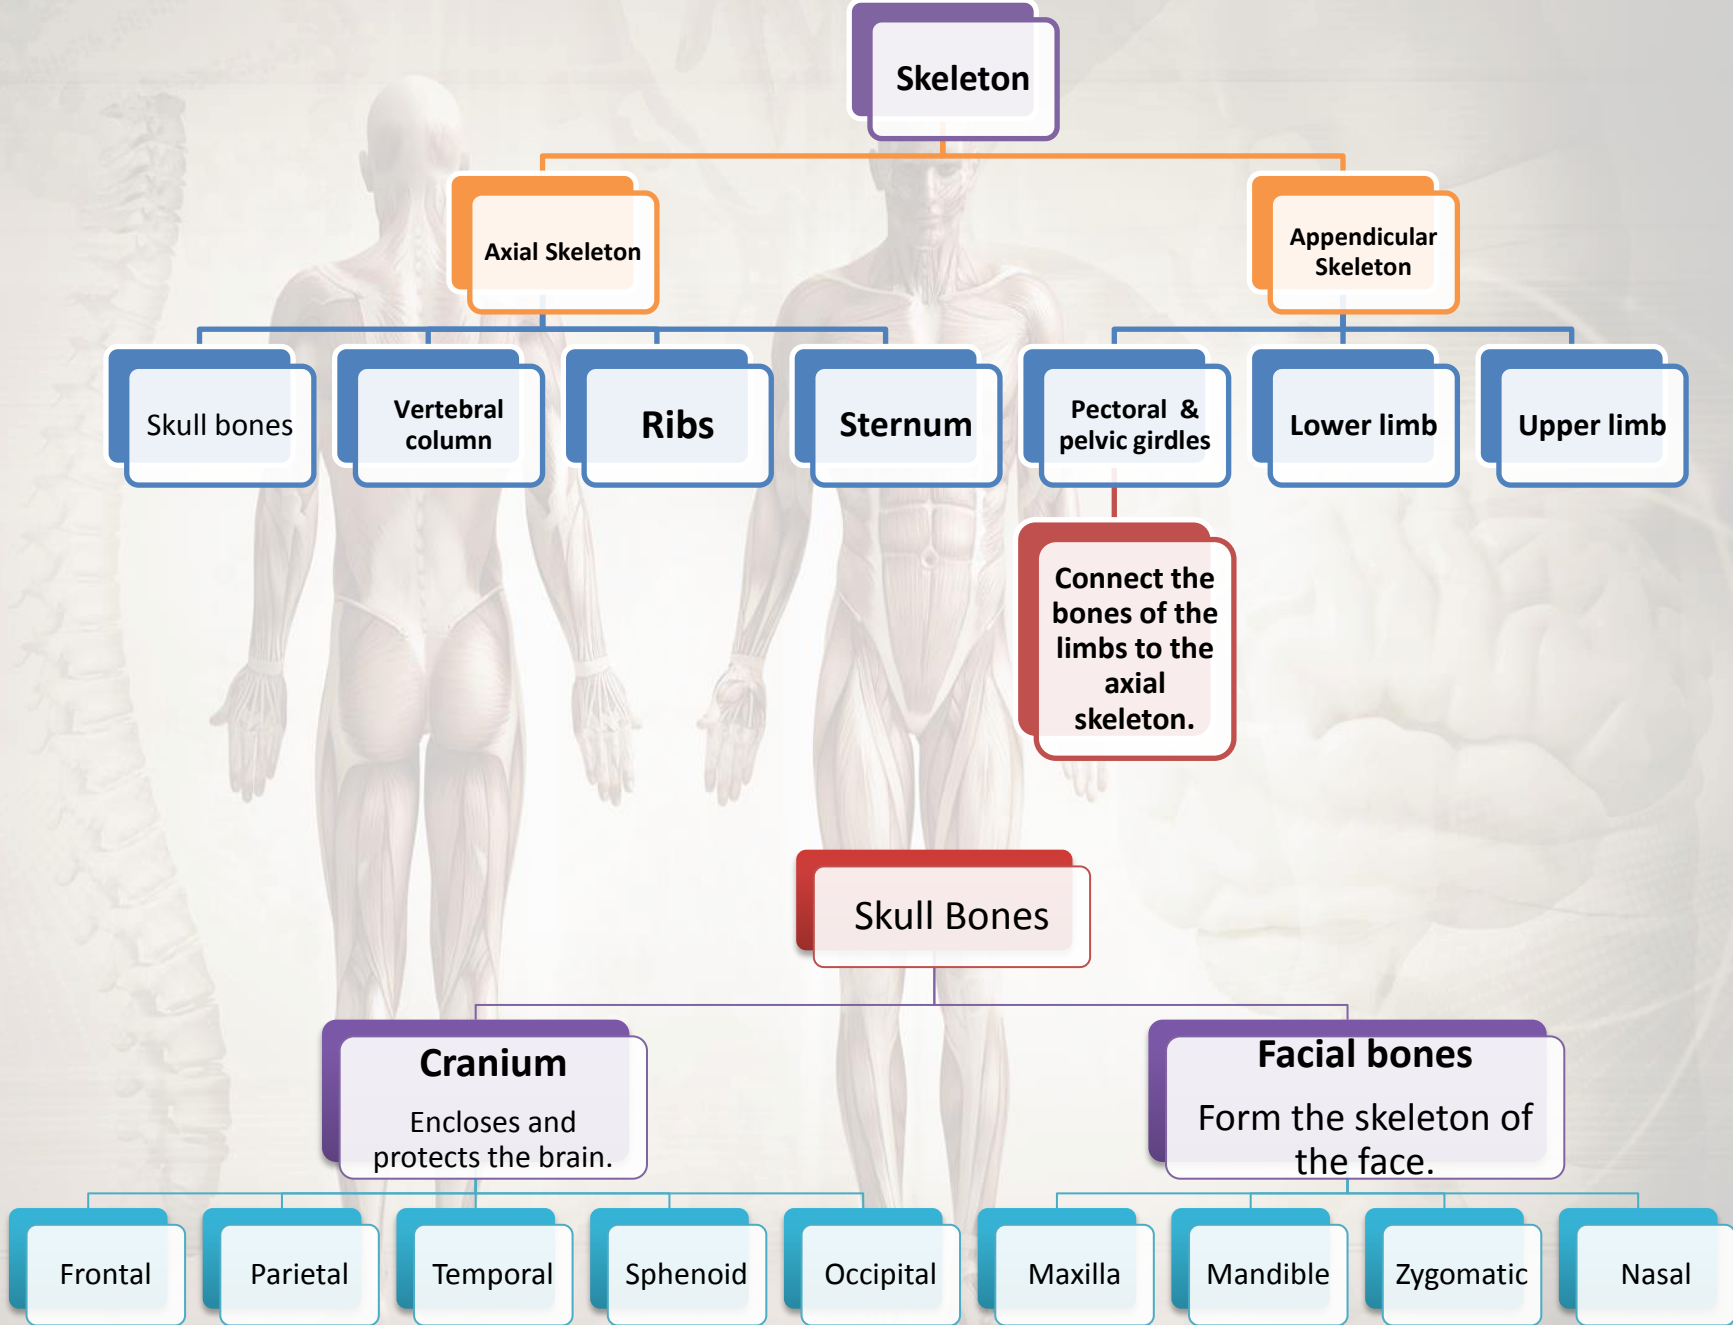 Skeleton
Axial Skeleton
Appendicular
Skeleton
Skull bones
Vertebral
column
Ribs
Sternum
Pectoral &
pelvic girdles
Lower limb
Upper limb
Connect the
bones of the
limbs to the
axial
skeleton.
Skull Bones
Cranium
Encloses and
protects the brain.
Facial bones
Form the skeleton of
the face.
Frontal
Parietal
Temporal
Sphenoid
Occipital
Maxilla
Mandible
Zygomatic
Nasal